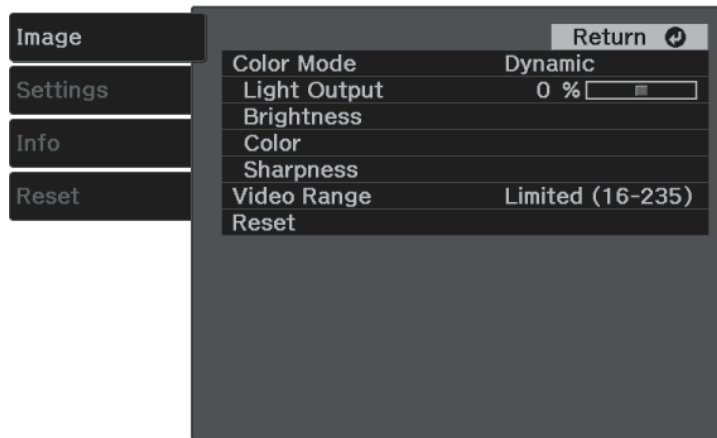 Image
Settings
Info
Reset
Return
Color Mode Dynamic
Light Output 0 %
Brightness
Color
Sharpness
Video Range Limited (16-235)
Reset